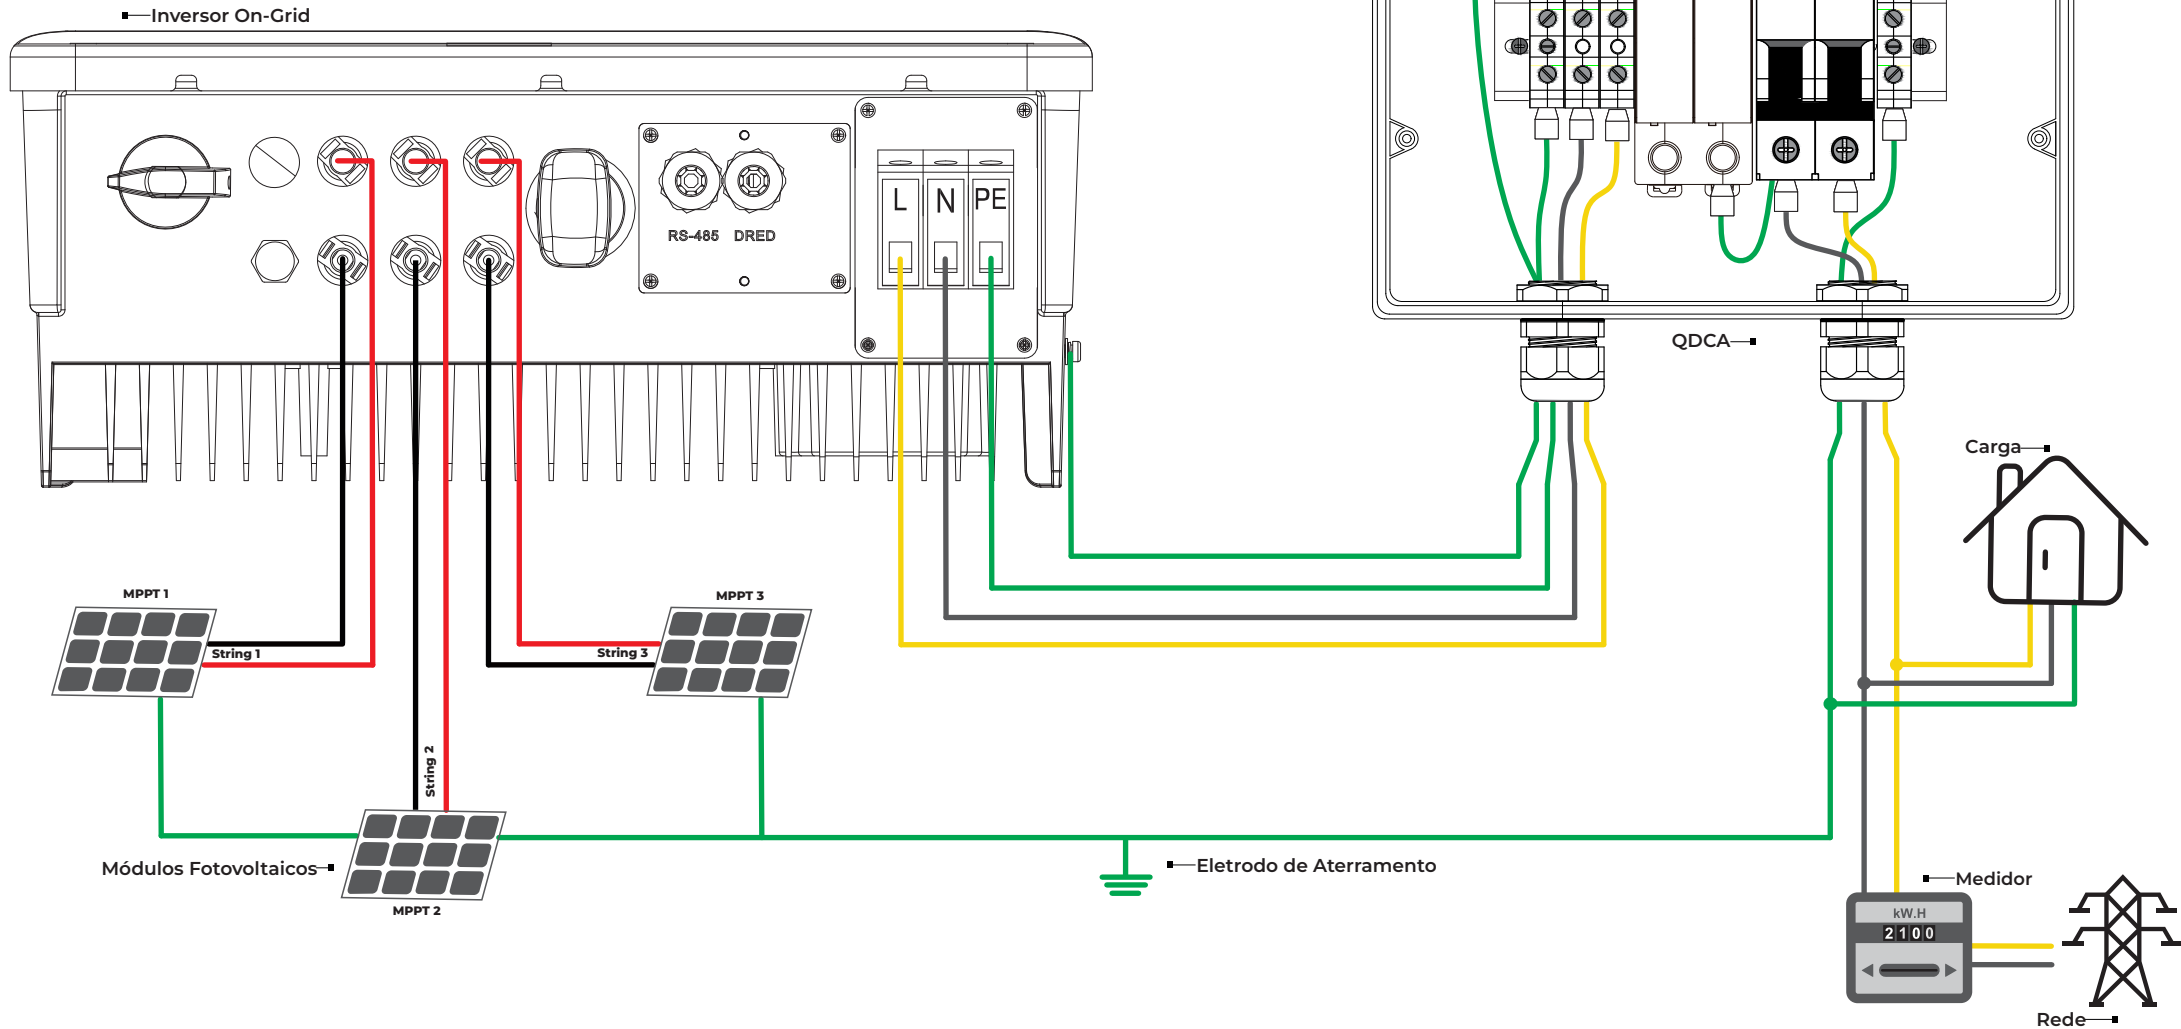 Inversor On-Grid
L
N
PE
RS-485
DRED
QDCA
Carga
MPPT 1
String 1
MPPT 3
String 3
String 2
Módulos Fotovoltaicos
MPPT 2
Eletrodo de Aterramento
Medidor
kW.H
2100
Rede